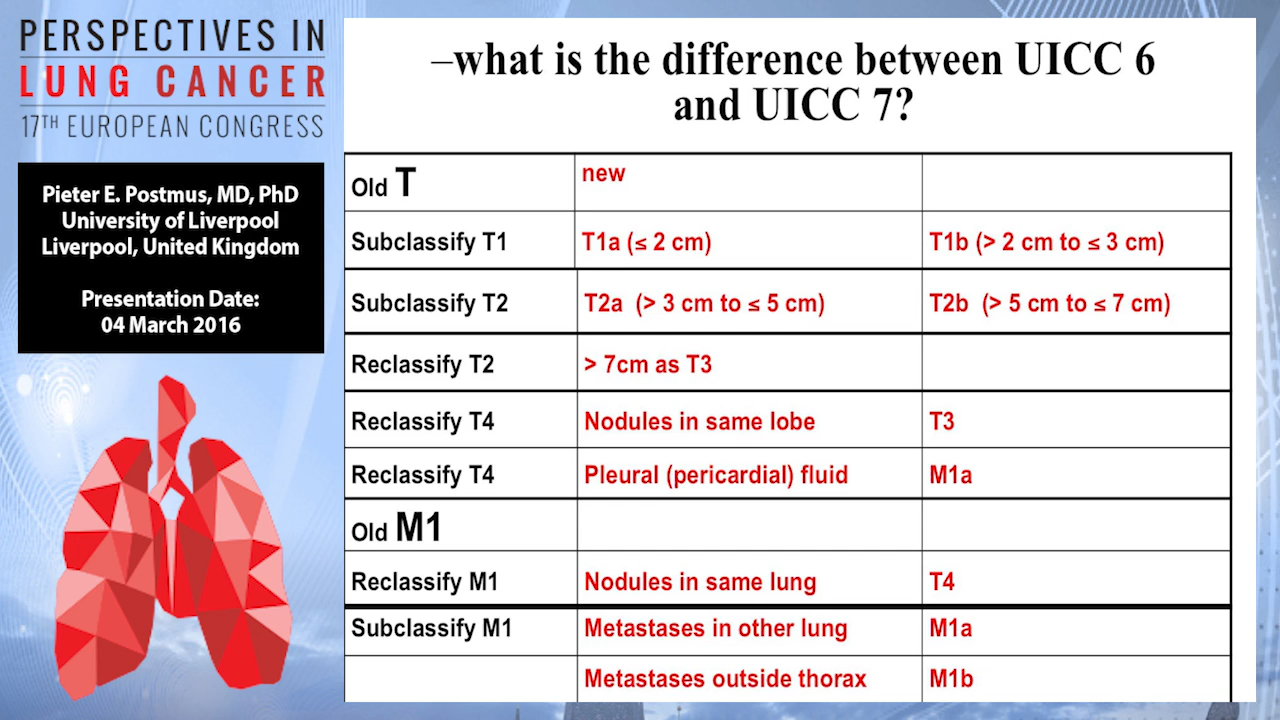 PERSPECTIVES IN
LUNG CANCER
17TH EUROPEAN CONGRESS
Pieter E. Postmus, MD, PhD
University of Liverpool
Liverpool, United Kingdom
Presentation Date:
04 March 2016
–what is the difference between UICC 6
and UICC 7?
Old T new
Subclassify T1 T1a (≤ 2 cm) T1b (> 2 cm to ≤ 3 cm)
Subclassify T2 T2a (> 3 cm to ≤ 5 cm) T2b (> 5 cm to ≤ 7 cm)
Reclassify T2 > 7cm as T3
Reclassify T4 Nodules in same lobe T3
Reclassify T4 Pleural (pericardial) fluid M1a
Old M1
Reclassify M1 Nodules in same lung T4
Subclassify M1 Metastases in other lung M1a
Metastases outside thorax M1b